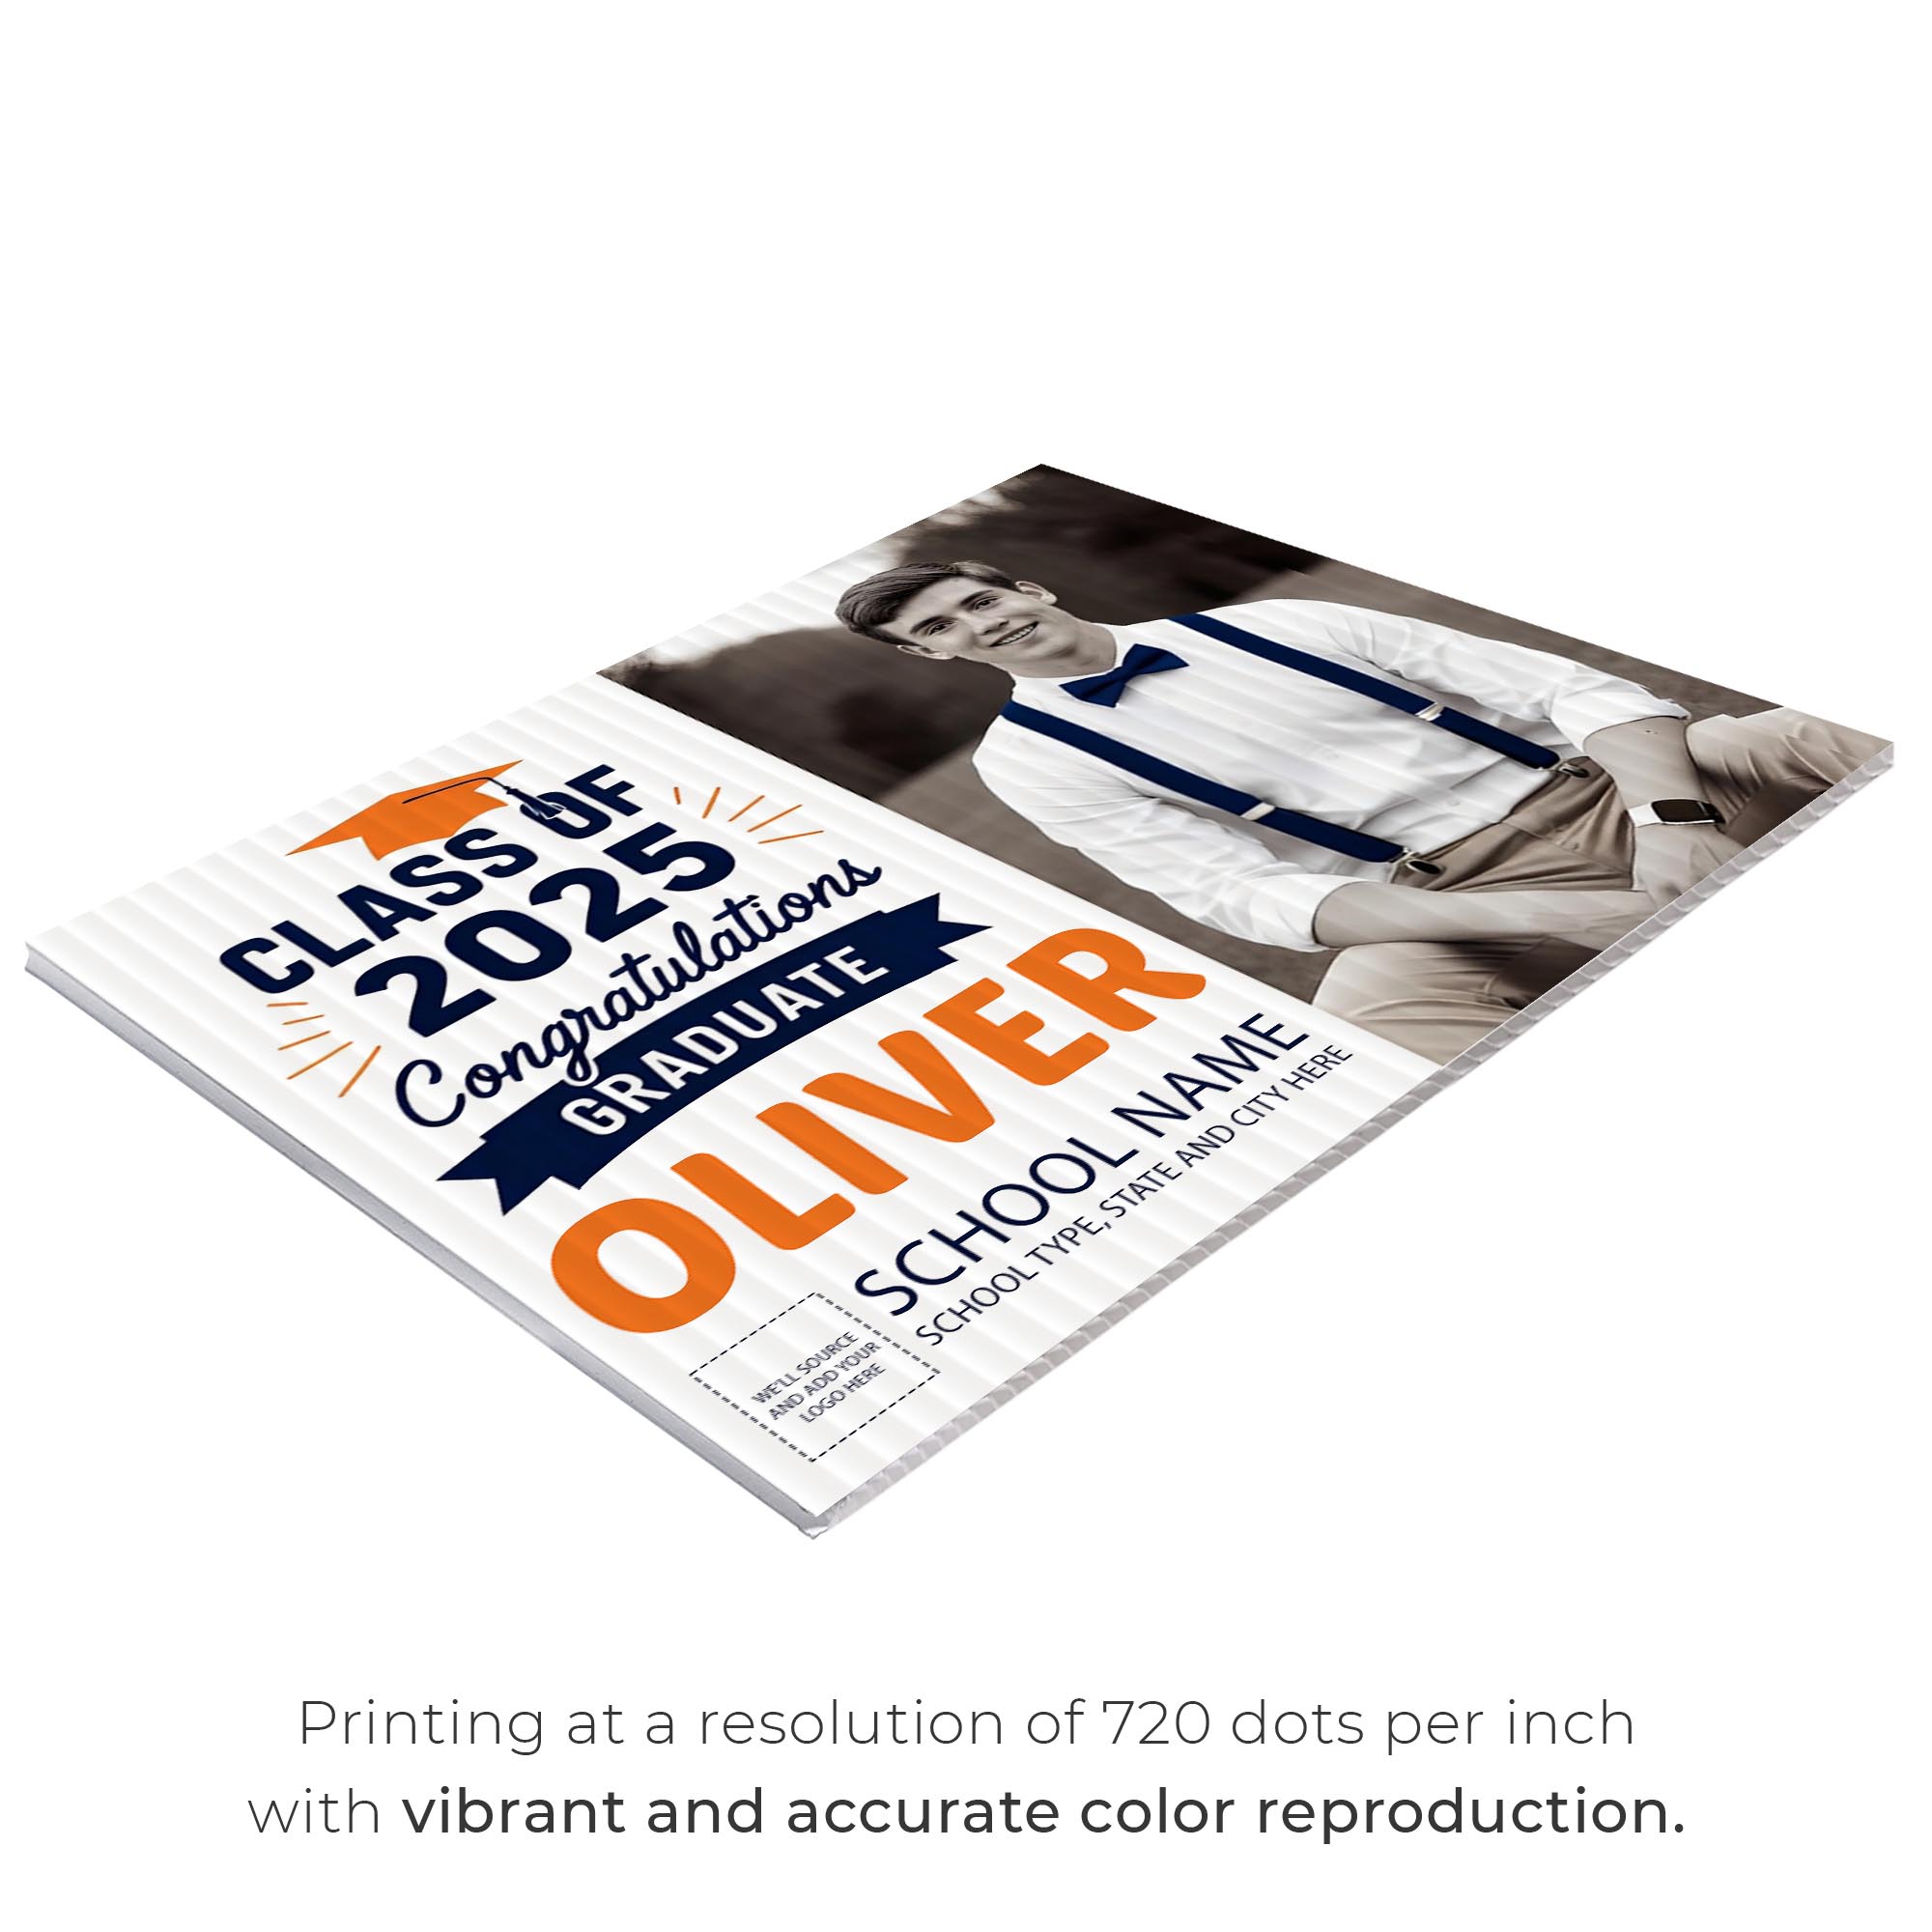 CLASS OF
2025
Congratulations
GRADUATE
OLIVER
SCHOOL NAME
SCHOOL TYPE, STATE AND CITY HERE
WE'LL SOURCE
AND ADD YOUR
LOGO HERE
Printing at a resolution of 720 dots per inch
with vibrant and accurate color reproduction.